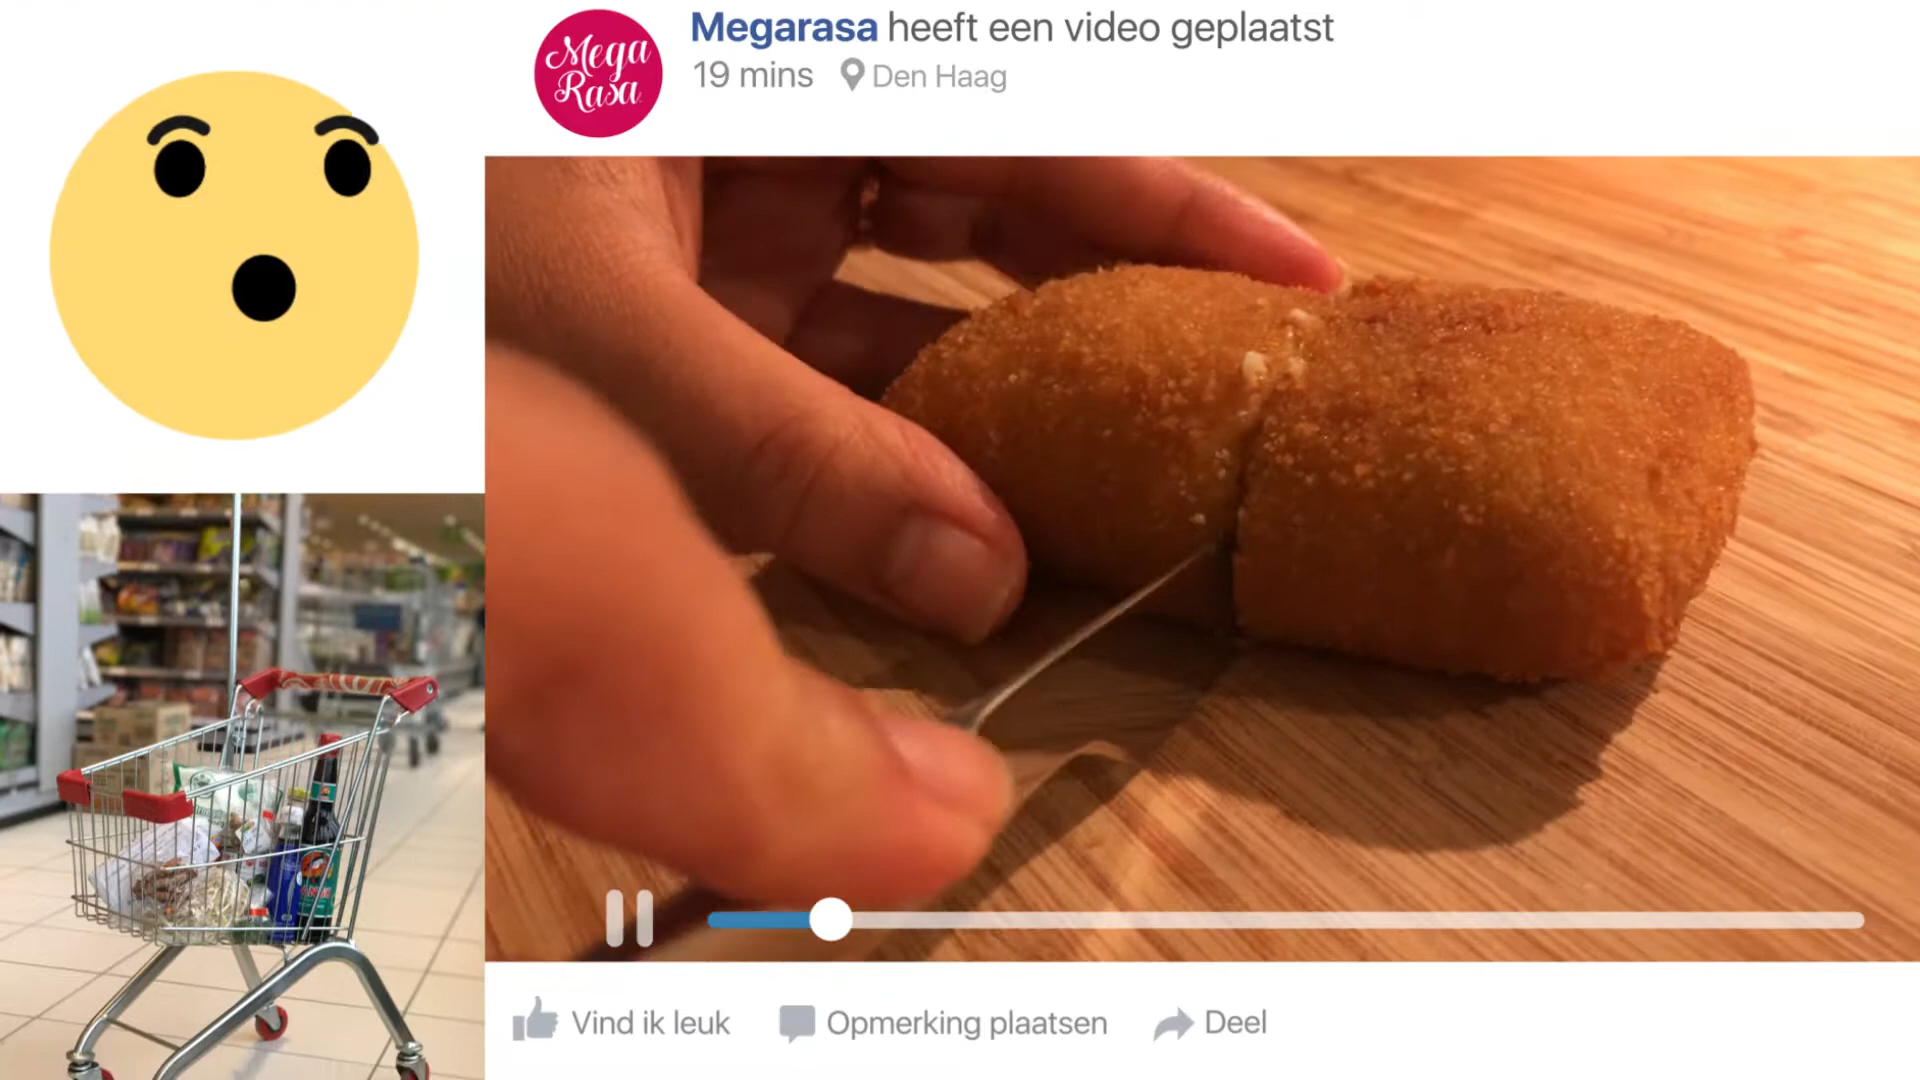 Mega
Rasa
Megarasa heeft een video geplaatst
19 mins Den Haag
Vind ik leuk Opmerking plaatsen Deel